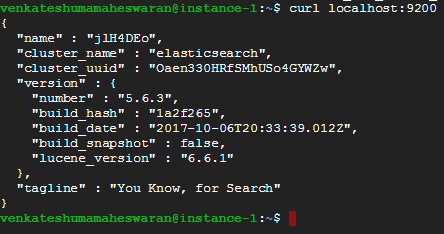 venkateshumamaheswaran@instance-1:~$ curl localhost:9200
{
  "name" : "jlH4DEo",
  "cluster_name" : "elasticsearch",
  "cluster_uuid" : "Oaen330HRfSMhUSo4GYWZw",
  "version" : {
    "number" : "5.6.3",
    "build_hash" : "1a2f265",
    "build_date" : "2017-10-06T20:33:39.012Z",
    "build_snapshot" : false,
    "lucene_version" : "6.6.1"
  },
  "tagline" : "You Know, for Search"
}
venkateshumamaheswaran@instance-1:~$